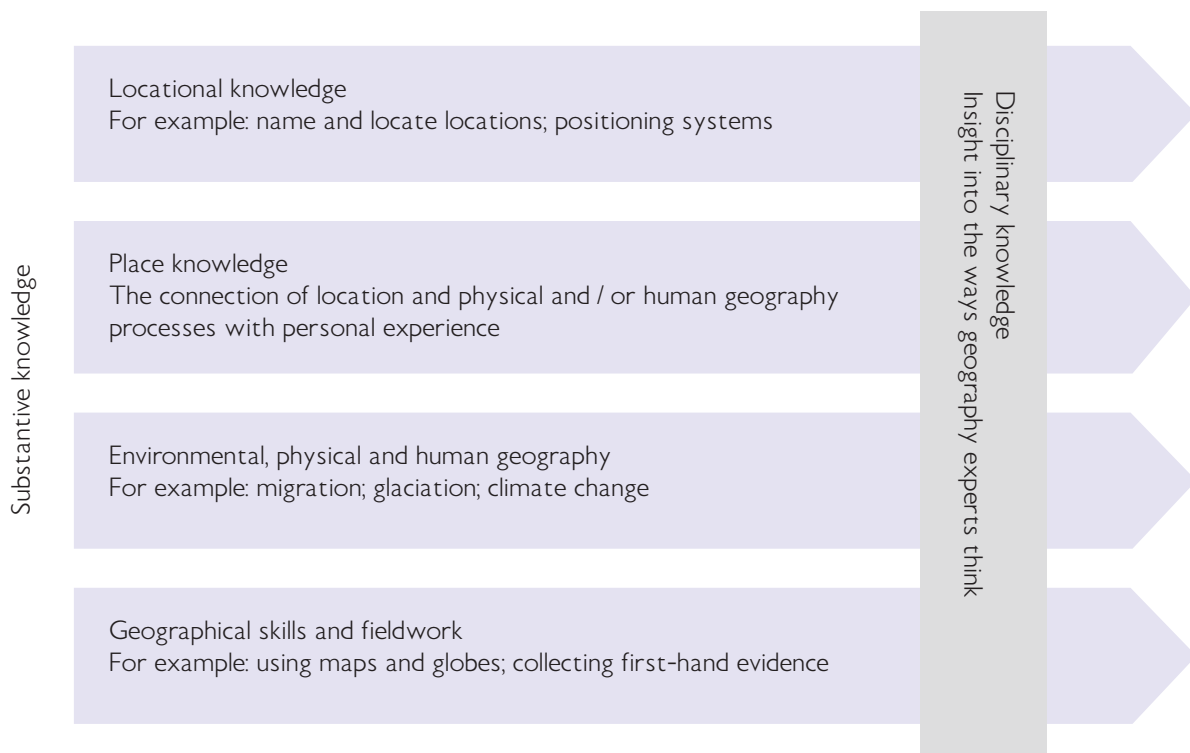 Substantive knowledge
Locational knowledge
For example: name and locate locations; positioning systems
Place knowledge
The connection of location and physical and / or human geography
processes with personal experience
Environmental, physical and human geography
For example: migration; glaciation; climate change
Geographical skills and fieldwork
For example: using maps and globes; collecting first-hand evidence
Disciplinary knowledge
Insight into the ways geography experts think